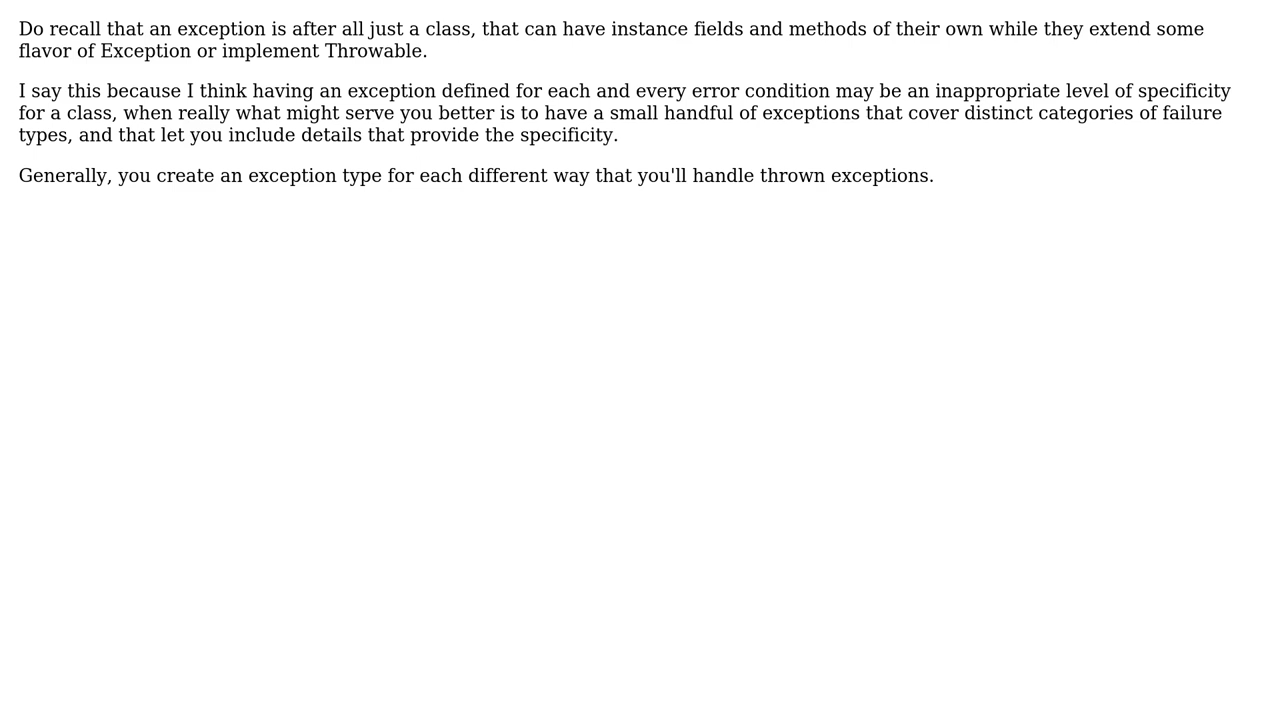 Do recall that an exception is after all just a class, that can have instance fields and methods of their own while they extend some
flavor of Exception or implement Throwable.
I say this because I think having an exception defined for each and every error condition may be an inappropriate level of specificity
for a class, when really what might serve you better is to have a small handful of exceptions that cover distinct categories of failure
types, and that let you include details that provide the specificity.
Generally, you create an exception type for each different way that you'll handle thrown exceptions.